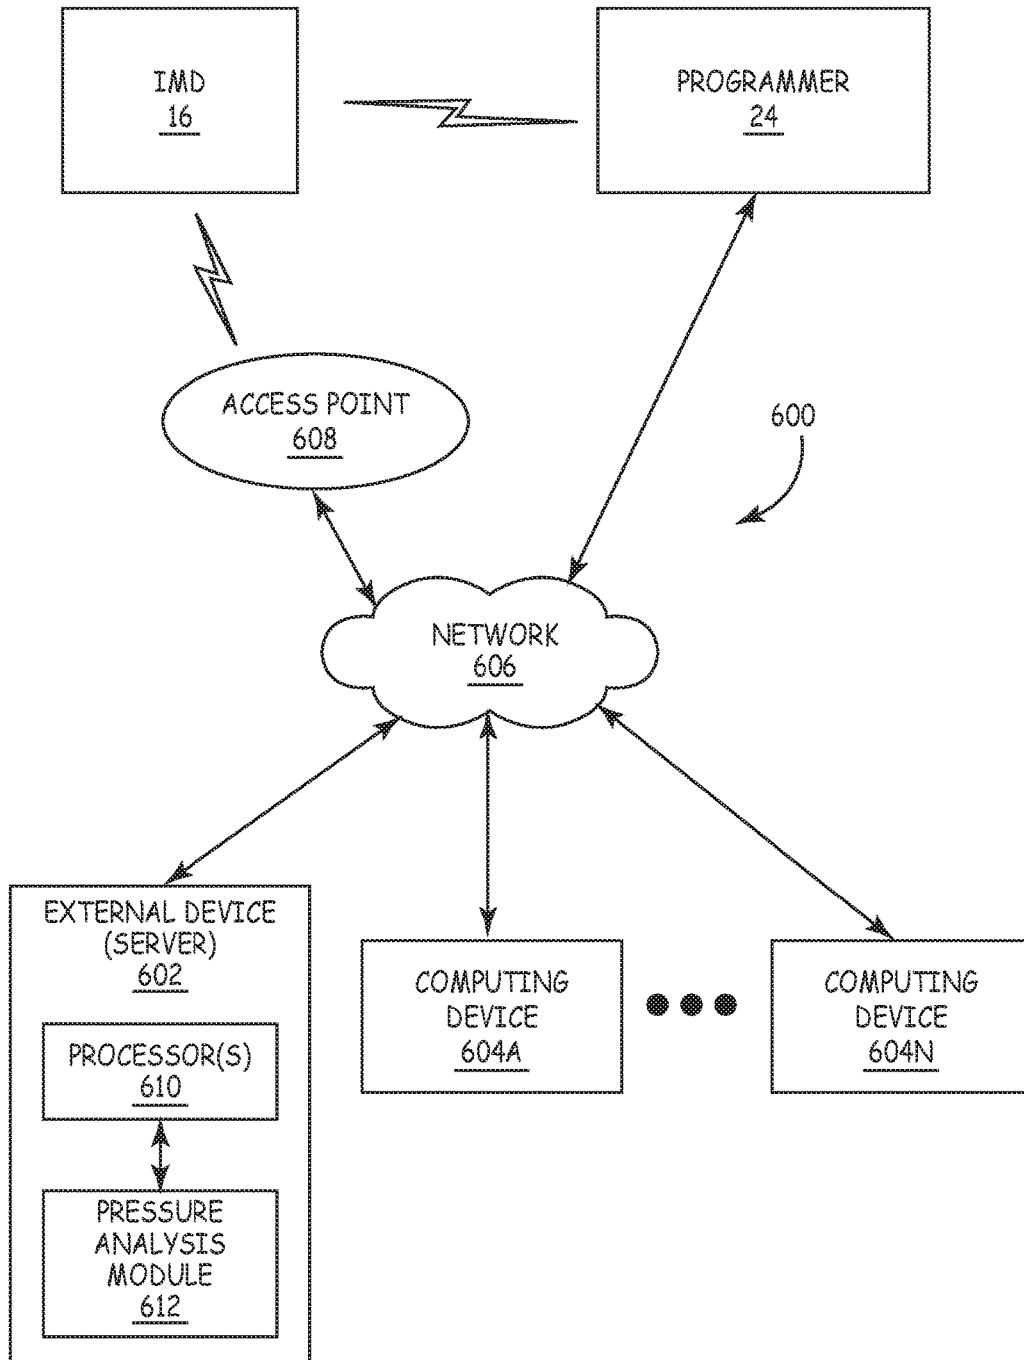 IMD
16
PROGRAMMER
24
ACCESS POINT
608
600
NETWORK
606
EXTERNAL DEVICE
(SERVER)
602
PROCESSOR(S)
610
PRESSURE
ANALYSIS
MODULE
612
COMPUTING
DEVICE
604A
COMPUTING
DEVICE
604N